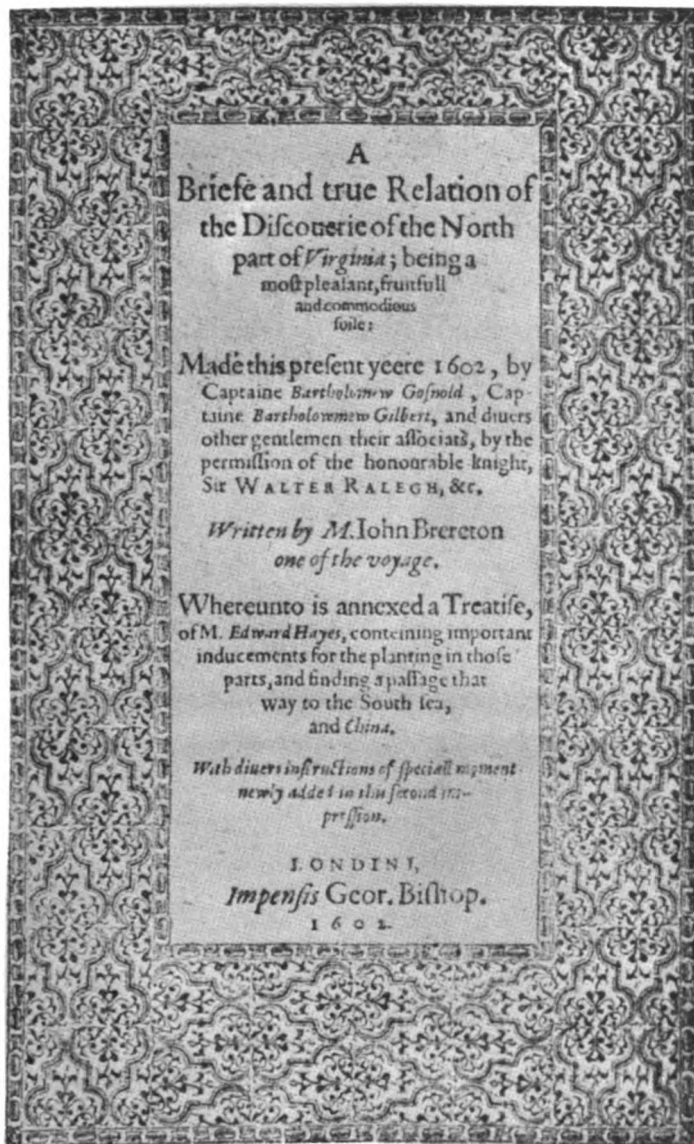 A
Briefe and true Relation of
the Diſcouerie of the North
part of Virginia; being a
moſt pleaſant, fruitfull
and commodious
ſoile:
Made this preſent yeere 1602, by
Captaine Bartholomew Goſnold, Cap-
taine Bartholowmew Gilbert, and diuers
other gentlemen their aſſociats, by the
permiſſion of the honourable knight,
Sir WALTER RALEGH, &c.
Written by M. Iohn Brereton
one of the voyage.
Whereunto is annexed a Treatiſe,
of M. Edward Hayes, conteining important
inducements for the planting in thoſe
parts, and finding a paſſage that
way to the South ſea,
and China.
With diuers inſtructions of ſpeciall moment
newly added in this ſecond im-
preſſion.
LONDINI,
Impenſis Geor. Biſhop.
1602.